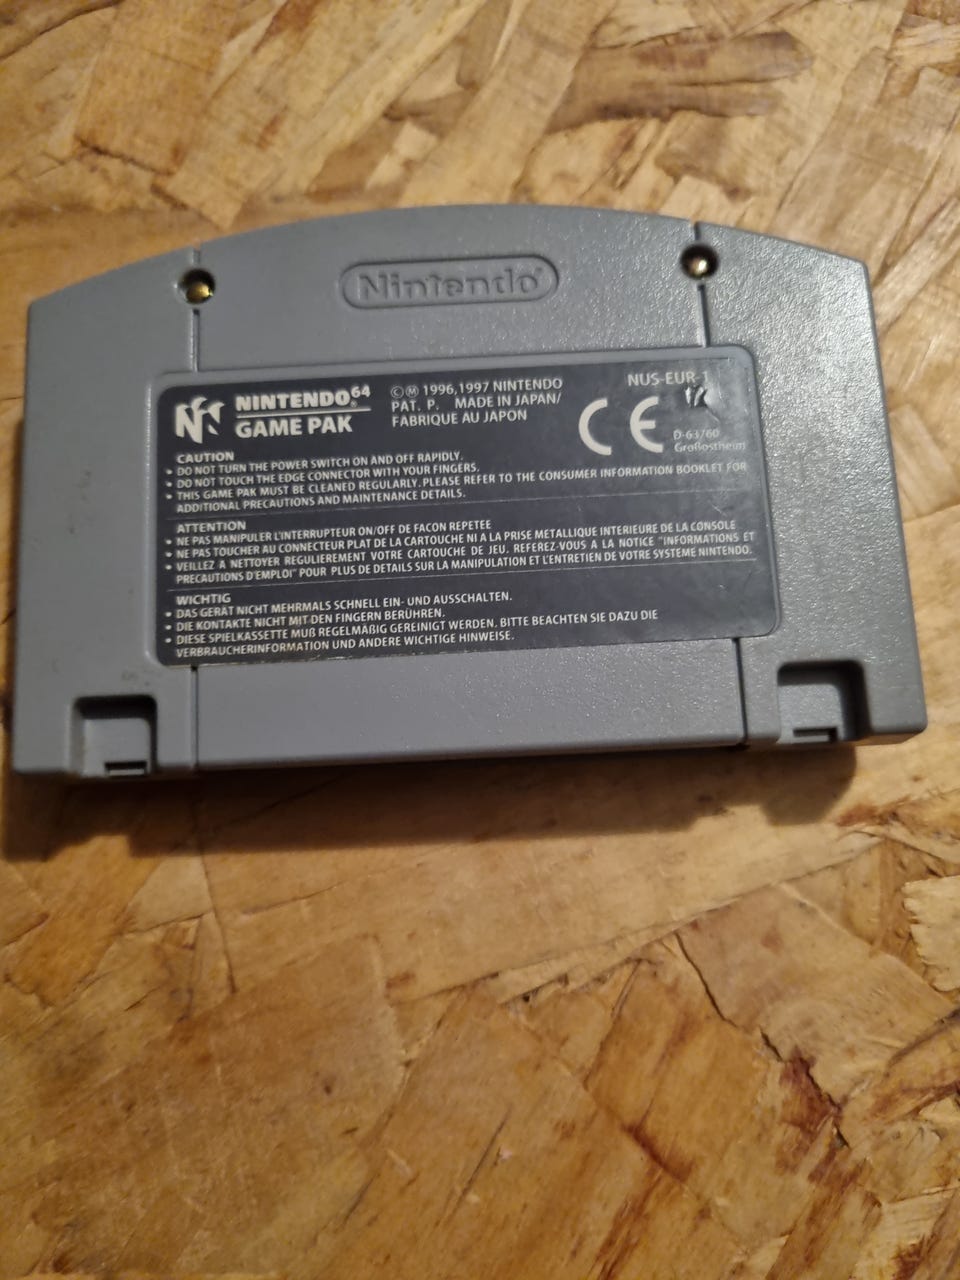 Nintendo®
NINTENDO64
GAME PAK
©Ⓜ 1996,1997 NINTENDO
PAT. P. MADE IN JAPAN/
FABRIQUE AU JAPON
NUS-EUR-1
CE
D-63760
Großostheim
CAUTION
• DO NOT TURN THE POWER SWITCH ON AND OFF RAPIDLY.
• DO NOT TOUCH THE EDGE CONNECTOR WITH YOUR FINGERS.
• THIS GAME PAK MUST BE CLEANED REGULARLY. PLEASE REFER TO THE CONSUMER INFORMATION BOOKLET FOR
ADDITIONAL PRECAUTIONS AND MAINTENANCE DETAILS.
ATTENTION
• NE PAS MANIPULER L'INTERRUPTEUR ON/OFF DE FACON REPETEE
• NE PAS TOUCHER AU CONNECTEUR PLAT DE LA CARTOUCHE NI A LA PRISE METALLIQUE INTERIEURE DE LA CONSOLE
• VEILLEZ A NETTOYER REGULIEREMENT VOTRE CARTOUCHE DE JEU. REFEREZ-VOUS A LA NOTICE "INFORMATIONS ET
PRECAUTIONS D'EMPLOI" POUR PLUS DE DETAILS SUR LA MANIPULATION ET L'ENTRETIEN DE VOTRE SYSTEME NINTENDO.
WICHTIG
• DAS GERÄT NICHT MEHRMALS SCHNELL EIN- UND AUSSCHALTEN.
• DIE KONTAKTE NICHT MIT DEN FINGERN BERÜHREN.
• DIESE SPIELKASSETTE MUß REGELMÄßIG GEREINIGT WERDEN. BITTE BEACHTEN SIE DAZU DIE
VERBRAUCHERINFORMATION UND ANDERE WICHTIGE HINWEISE.